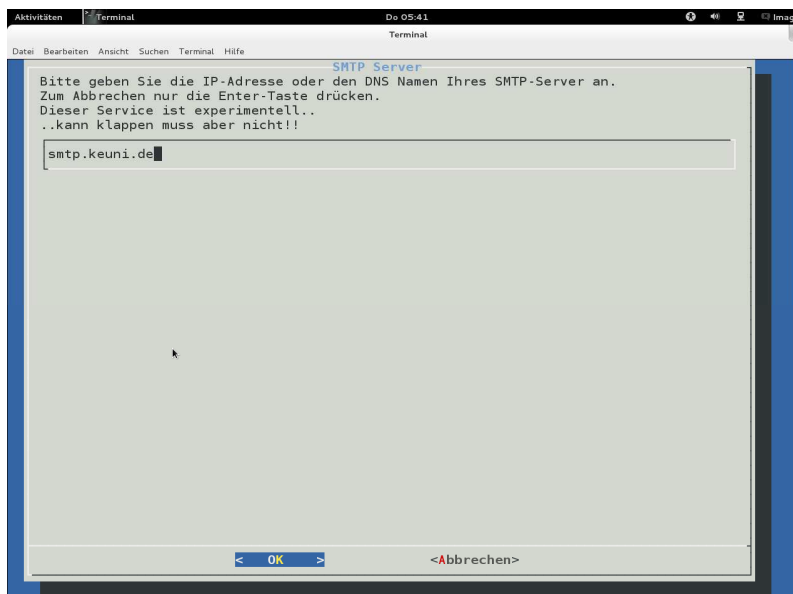 Aktivitäten
Terminal
Do 05:41
Terminal
Datei Bearbeiten Ansicht Suchen Terminal Hilfe
SMTP Server
Bitte geben Sie die IP-Adresse oder den DNS Namen Ihres SMTP-Server an.
Zum Abbrechen nur die Enter-Taste drücken.
Dieser Service ist experimentell..
..kann klappen muss aber nicht!!
smtp.keuni.de
< OK >
<Abbrechen>